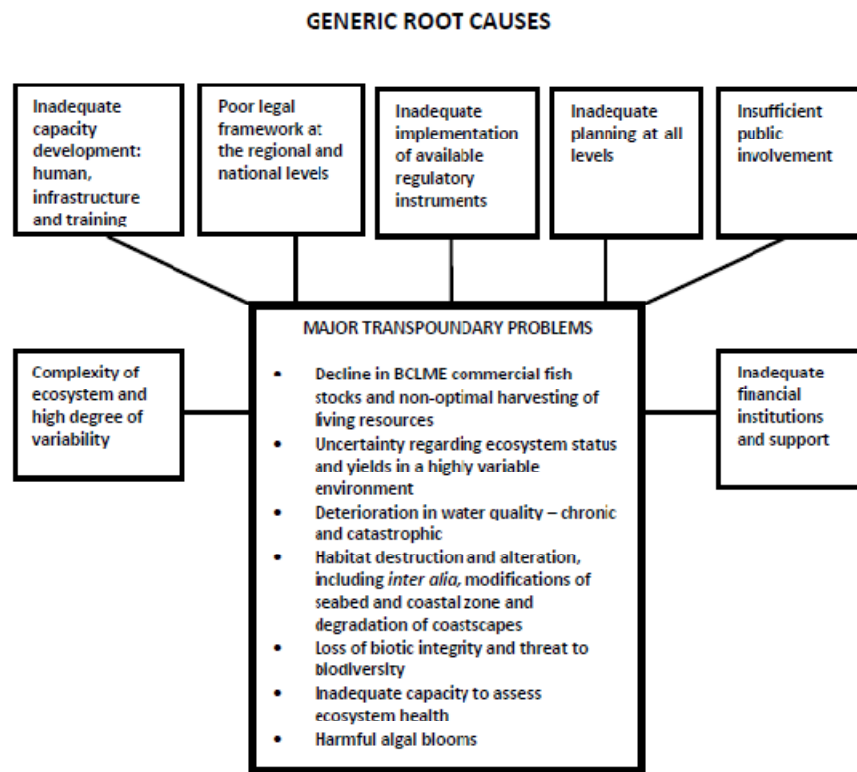 GENERIC ROOT CAUSES
Inadequate
capacity
development:
human,
infrastructure
and training
Poor legal
framework at
the regional and
national levels
Inadequate
implementation
of available
regulatory
instruments
Inadequate
planning at all
levels
Insufficient
public
involvement
Complexity of
ecosystem and
high degree of
variability
MAJOR TRANSPOUNDARY PROBLEMS
• Decline in BCLME commercial fish
stocks and non-optimal harvesting of
living resources
• Uncertainty regarding ecosystem status
and yields in a highly variable
environment
• Deterioration in water quality – chronic
and catastrophic
• Habitat destruction and alteration,
including inter alia, modifications of
seabed and coastal zone and
degradation of coastscapes
• Loss of biotic integrity and threat to
biodiversity
• Inadequate capacity to assess
ecosystem health
• Harmful algal blooms
Inadequate
financial
institutions
and support